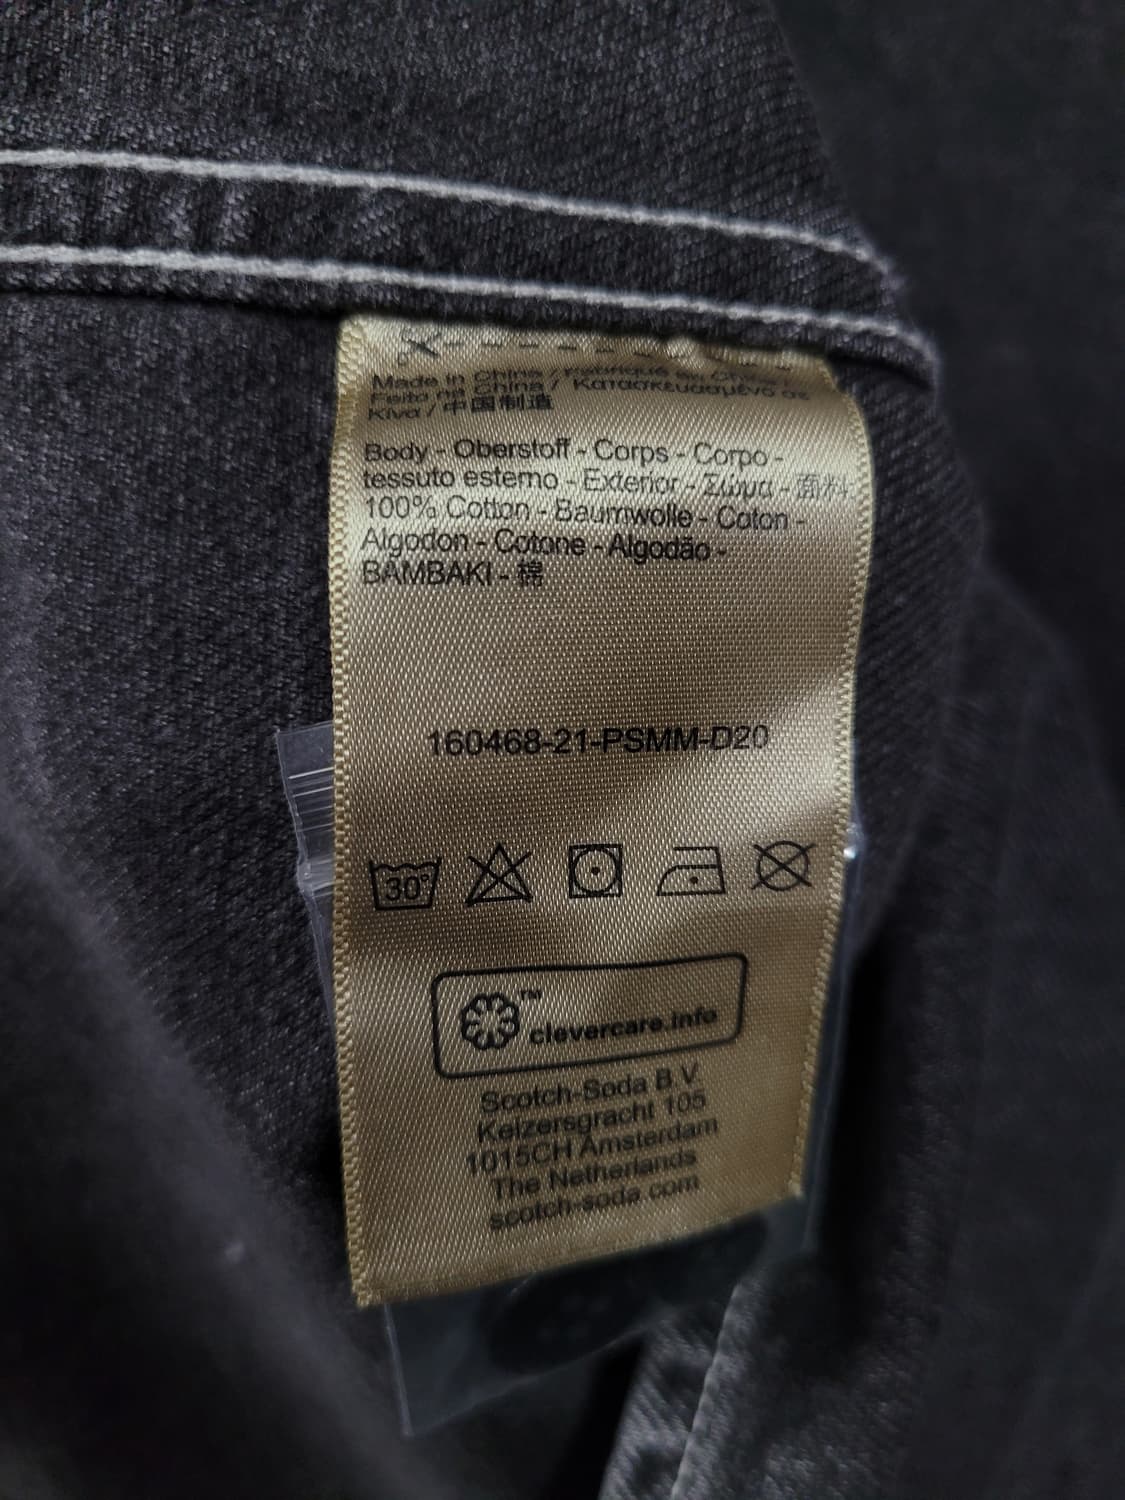 Made in China / Fabriqué en Chine /
Feito na China / Κατασκευασμένο σε
Κίνα / 中国制造
Body - Oberstoff - Corps - Corpo -
tessuto esterno - Exterior - Σώμα - 面料:
100% Cotton - Baumwolle - Coton -
Algodon - Cotone - Algodão -
BAMBAKI - 棉
160468-21-PSMM-D20
30°
™
clevercare.info
Scotch-Soda B.V.
Keizersgracht 105
1015CH Amsterdam
The Netherlands
scotch-soda.com